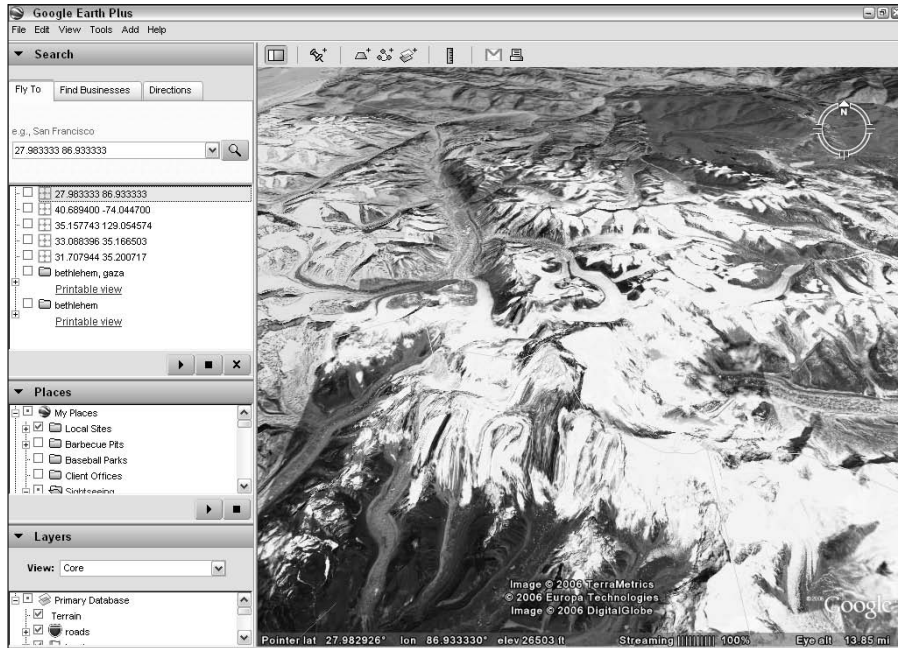 Google Earth Plus
File Edit View Tools Add Help
Search
Fly To Find Businesses Directions
e.g., San Francisco
27.983333 86.933333
27.983333 86.933333
40.689400 -74.044700
35.157743 129.054574
33.088396 35.166503
31.707944 35.200717
bethlehem, gaza
Printable view
bethlehem
Printable view
Places
My Places
Local Sites
Barbecue Pits
Baseball Parks
Client Offices
Sightseeing
Layers
View: Core
Primary Database
Terrain
roads
N
Image © 2006 TerraMetrics
Image © 2006 Europa Technologies
Image © 2006 DigitalGlobe
©2006 Google
Pointer lat 27.982926° lon 86.933330° elev 26503 ft Streaming |||||||||| 100% Eye alt 13.85 mi